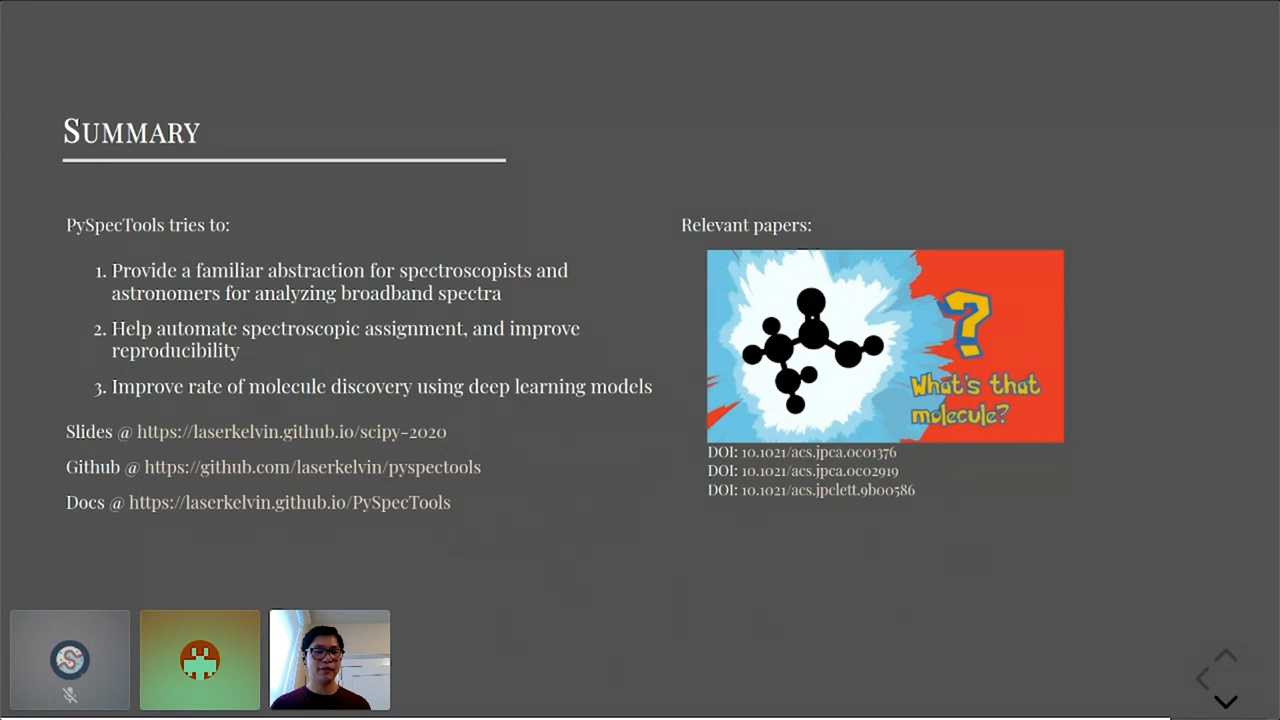 SUMMARY
PySpecTools tries to:
1. Provide a familiar abstraction for spectroscopists and
astronomers for analyzing broadband spectra
2. Help automate spectroscopic assignment, and improve
reproducibility
3. Improve rate of molecule discovery using deep learning models
Slides @ https://laserkelvin.github.io/scipy-2020
Github @ https://github.com/laserkelvin/pyspectools
Docs @ https://laserkelvin.github.io/PySpecTools
Relevant papers:
?
What's that
molecule?
DOI: 10.1021/acs.jpca.0c01376
DOI: 10.1021/acs.jpca.0c02919
DOI: 10.1021/acs.jpclett.9b00586